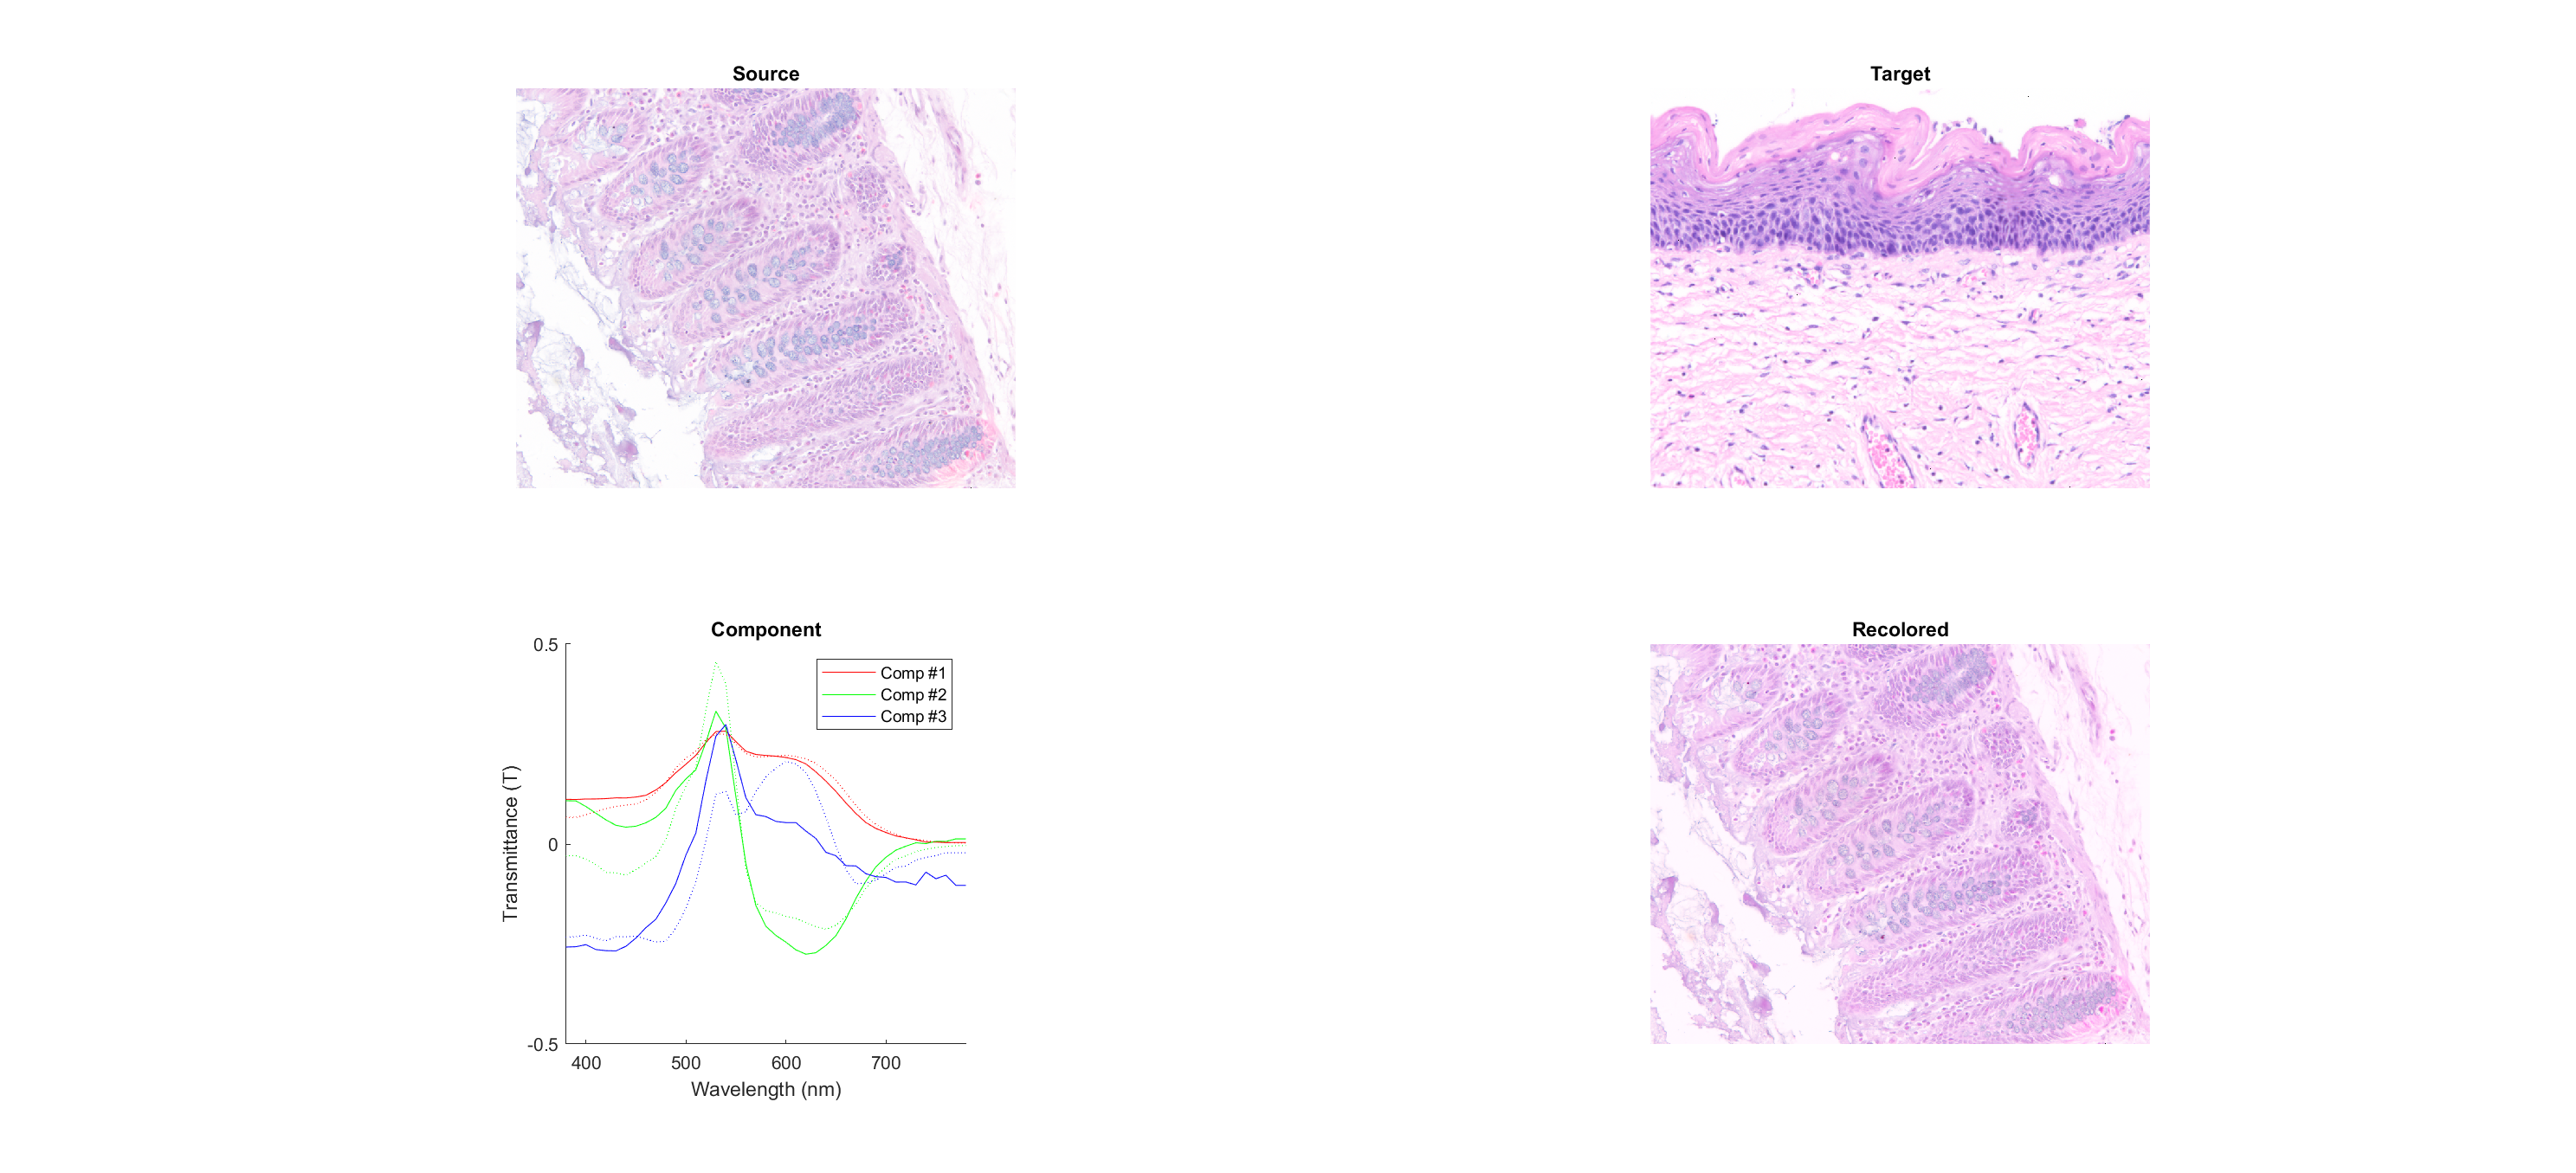 Source
Target
Component
0.5
0
-0.5
Transmittance (T)
Comp #1
Comp #2
Comp #3
400 500 600 700
Wavelength (nm)
Recolored